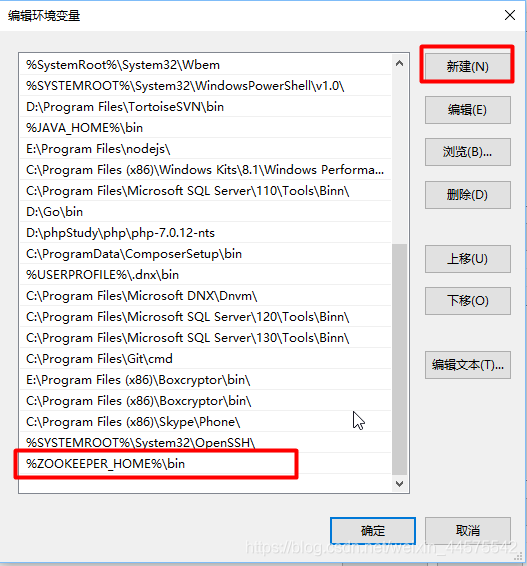 编辑环境变量
%SystemRoot%\System32\Wbem
%SYSTEMROOT%\System32\WindowsPowerShell\v1.0\
D:\Program Files\TortoiseSVN\bin
%JAVA_HOME%\bin
E:\Program Files\nodejs\
C:\Program Files (x86)\Windows Kits\8.1\Windows Performa...
C:\Program Files\Microsoft SQL Server\110\Tools\Binn\
D:\Go\bin
D:\phpStudy\php\php-7.0.12-nts
C:\ProgramData\ComposerSetup\bin
%USERPROFILE%\.dnx\bin
C:\Program Files\Microsoft DNX\Dnvm\
C:\Program Files\Microsoft SQL Server\120\Tools\Binn\
C:\Program Files\Microsoft SQL Server\130\Tools\Binn\
C:\Program Files\Git\cmd
E:\Program Files (x86)\Boxcryptor\bin\
C:\Program Files (x86)\Boxcryptor\bin\
C:\Program Files (x86)\Skype\Phone\
%SYSTEMROOT%\System32\OpenSSH\
%ZOOKEEPER_HOME%\bin
新建(N)
编辑(E)
浏览(B)...
删除(D)
上移(U)
下移(O)
编辑文本(T)...
确定
取消
https://blog.csdn.net/weixin_44575542